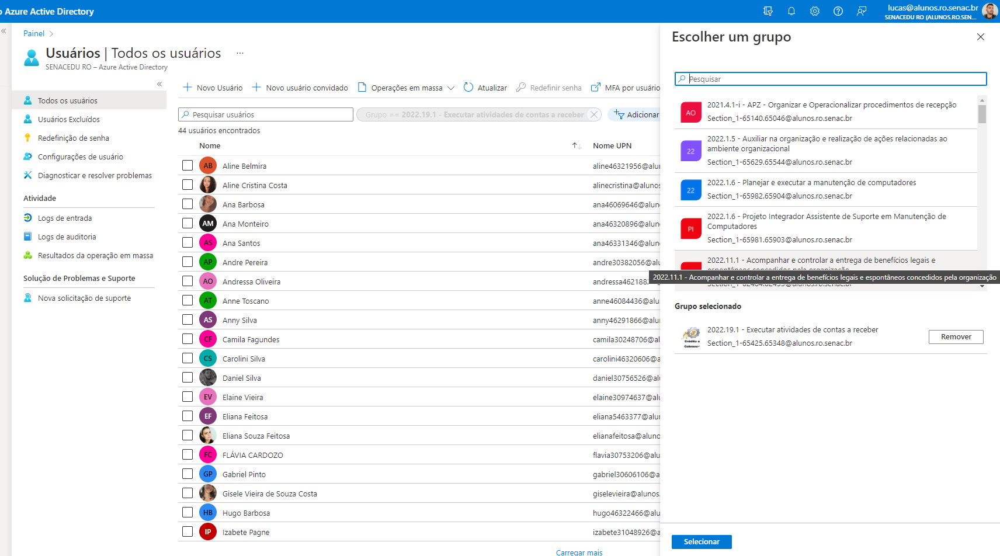 o Azure Active Directory
lucas@alunos.ro.senac.br
SENACEDU RO (ALUNOS.RO.SEN...
Painel
Usuários | Todos os usuários ...
SENACEDU RO – Azure Active Directory
Todos os usuários
Usuários Excluídos
Redefinição de senha
Configurações de usuário
Diagnosticar e resolver problemas
Atividade
Logs de entrada
Logs de auditoria
Resultados da operação em massa
Solução de Problemas e Suporte
Nova solicitação de suporte
Novo Usuário
Novo usuário convidado
Operações em massa
Atualizar
Redefinir senha
MFA por usuário
Pesquisar usuários
Grupo == 2022.19.1 - Executar atividades de contas a receber
Adicionar
44 usuários encontrados
Nome
Nome UPN
AB Aline Belmira aline46321956@alu
Aline Cristina Costa alinecristina@alunos
Ana Barbosa ana46069646@alun
AM Ana Monteiro ana46320896@alun
AS Ana Santos ana46331346@alun
AP Andre Pereira andre30382056@alu
AO Andressa Oliveira andressa4621882
AT Anne Toscano anne46084436@alu
AS Anny Silva anny46291866@alu
CF Camila Fagundes camila30248706@al
CS Carolini Silva carolini46320606@a
Daniel Silva daniel30756526@al
EV Elaine Vieira elaine30974637@alu
EF Eliana Feitosa eliana5463377@alur
Eliana Souza Feitosa elianafeitosa@aluno
FC FLÁVIA CARDOZO flavia30753206@alu
GP Gabriel Pinto gabriel30606106@a
Gisele Vieira de Souza Costa giselevieira@alunos.
HB Hugo Barbosa hugo46322466@alu
IP Izabete Pagne izabete31048926@a
Carregar mais
Escolher um grupo
Pesquisar
AO
2021.4.1-i - APZ - Organizar e Operacionalizar procedimentos de recepção
Section_1-65140.65046@alunos.ro.senac.br
22
2022.1.5 - Auxiliar na organização e realização de ações relacionadas ao
ambiente organizacional
Section_1-65629.65544@alunos.ro.senac.br
22
2022.1.6 - Planejar e executar a manutenção de computadores
Section_1-65982.65904@alunos.ro.senac.br
PI
2022.1.6 - Projeto Integrador Assistente de Suporte em Manutenção de
Computadores
Section_1-65981.65903@alunos.ro.senac.br
2022.11.1 - Acompanhar e controlar a entrega de benefícios legais e
2022.11.1 - Acompanhar e controlar a entrega de benefícios legais e espontâneos concedidos pela organização
Grupo selecionado
Crédito e
Cobrança
2022.19.1 - Executar atividades de contas a receber
Section_1-65425.65348@alunos.ro.senac.br
Remover
Selecionar